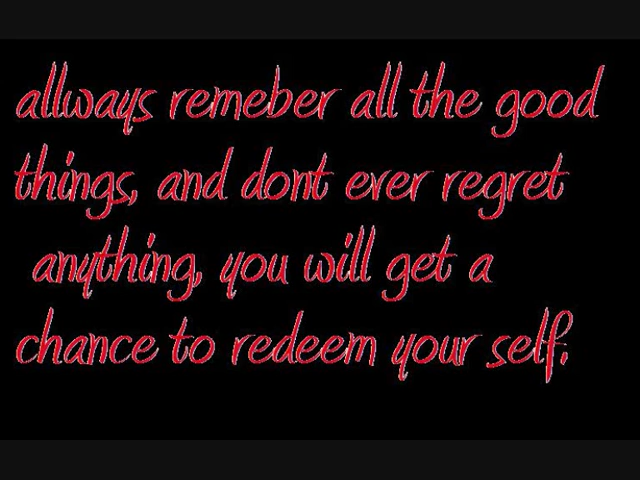 allways remeber all the good
things, and dont ever regret
anything, you will get a
chance to redeem your self.